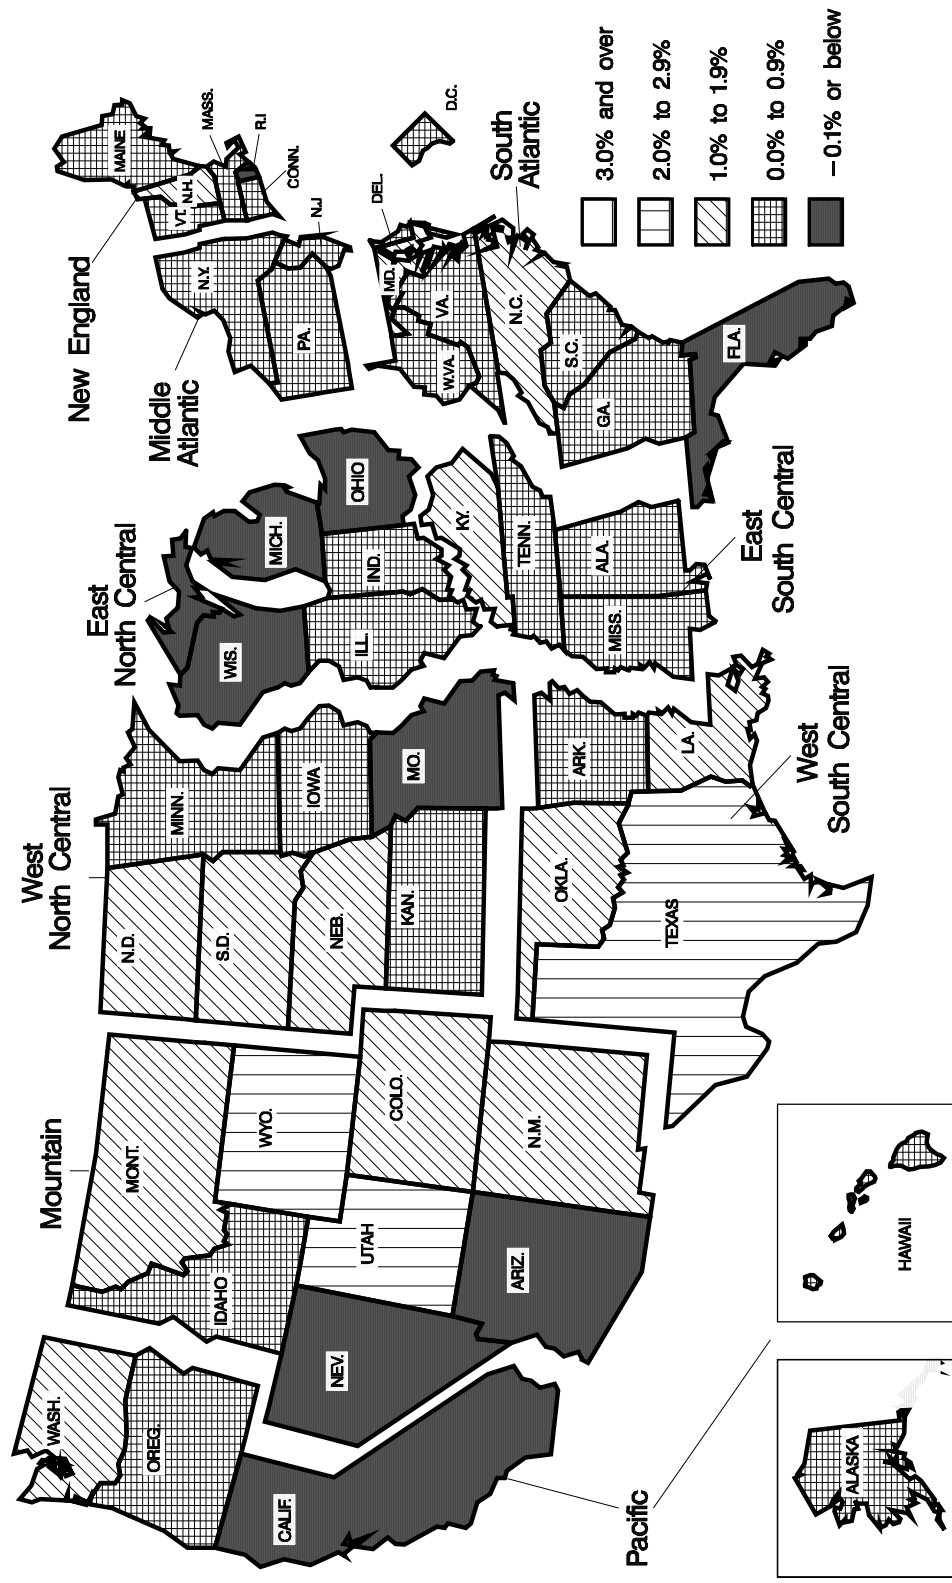 Pacific
WASH.
OREG.
CALIF.
ALASKA
HAWAII
Mountain
MONT.
IDAHO
WYO.
NEV.
UTAH
COLO.
ARIZ.
N.M.
West
North Central
N.D.
MINN.
S.D.
IOWA
NEB.
MO.
KAN.
West
South Central
OKLA.
ARK.
TEXAS
LA.
East
North Central
WIS.
MICH.
ILL.
IND.
OHIO
East
South Central
KY.
TENN.
MISS.
ALA.
Middle
Atlantic
N.Y.
PA.
N.J
New England
MAINE
VT.
N.H.
MASS.
R.I
CONN.
South
Atlantic
DEL.
MD.
D.C.
W.VA.
VA.
N.C.
S.C.
GA.
FLA.
3.0% and over
2.0% to 2.9%
1.0% to 1.9%
0.0% to 0.9%
−0.1% or below